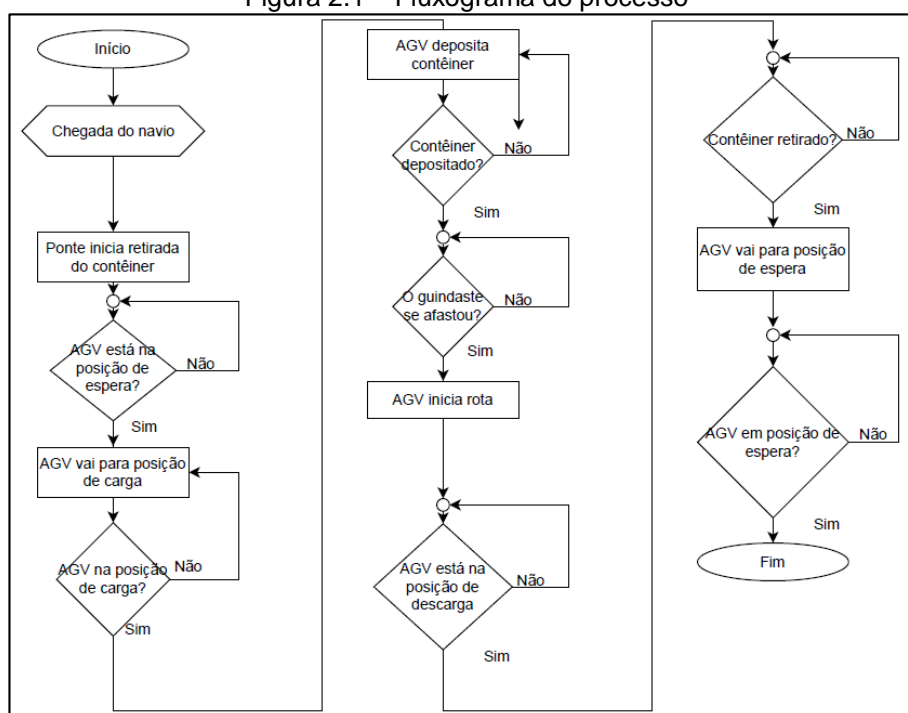 Figura 2.1 – Fluxograma do processo
Início
Chegada do navio
Ponte inicia retirada
do contêiner
AGV está na
posição de
espera?
Não
Sim
AGV vai para posição
de carga
AGV na posição
de carga?
Não
Sim
AGV deposita
contêiner
Contêiner
depositado?
Não
Sim
O guindaste
se afastou?
Não
Sim
AGV inicia rota
AGV está na
posição de
descarga
Não
Sim
Contêiner retirado?
Não
Sim
AGV vai para posição
de espera
AGV em posição de
espera?
Não
Sim
Fim